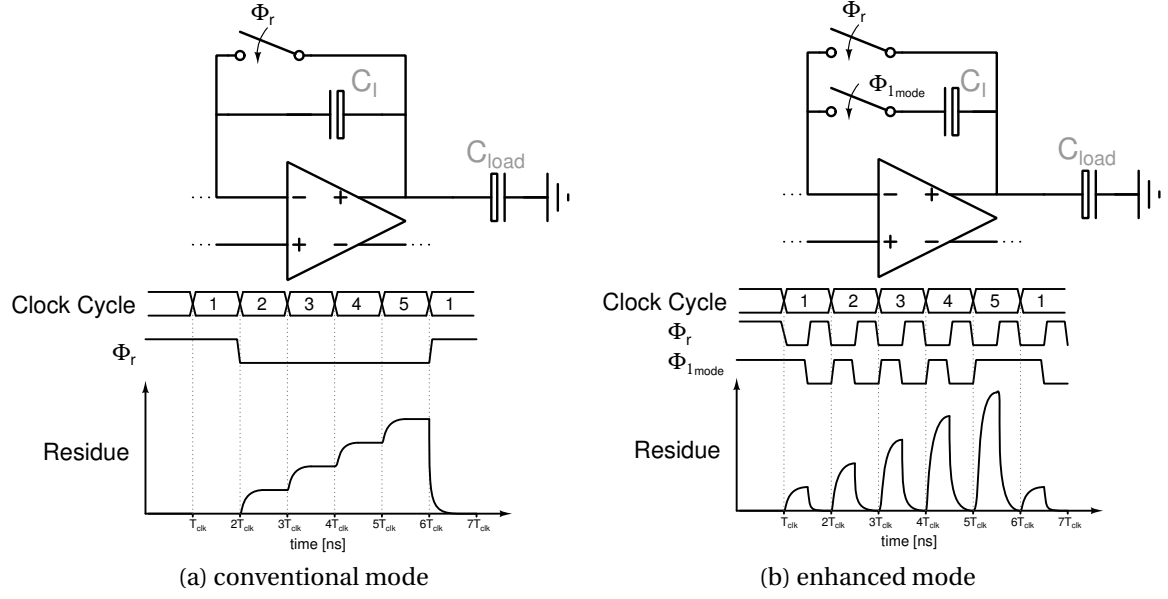 Φr
CI
Cload
− +
+ −
Clock Cycle 1 2 3 4 5 1
Φr
Residue
Tclk 2Tclk 3Tclk 4Tclk 5Tclk 6Tclk 7Tclk
time [ns]
(a) conventional mode
Φr
Φ1mode
CI
Cload
− +
+ −
Clock Cycle 1 2 3 4 5 1
Φr
Φ1mode
Residue
Tclk 2Tclk 3Tclk 4Tclk 5Tclk 6Tclk 7Tclk
time [ns]
(b) enhanced mode